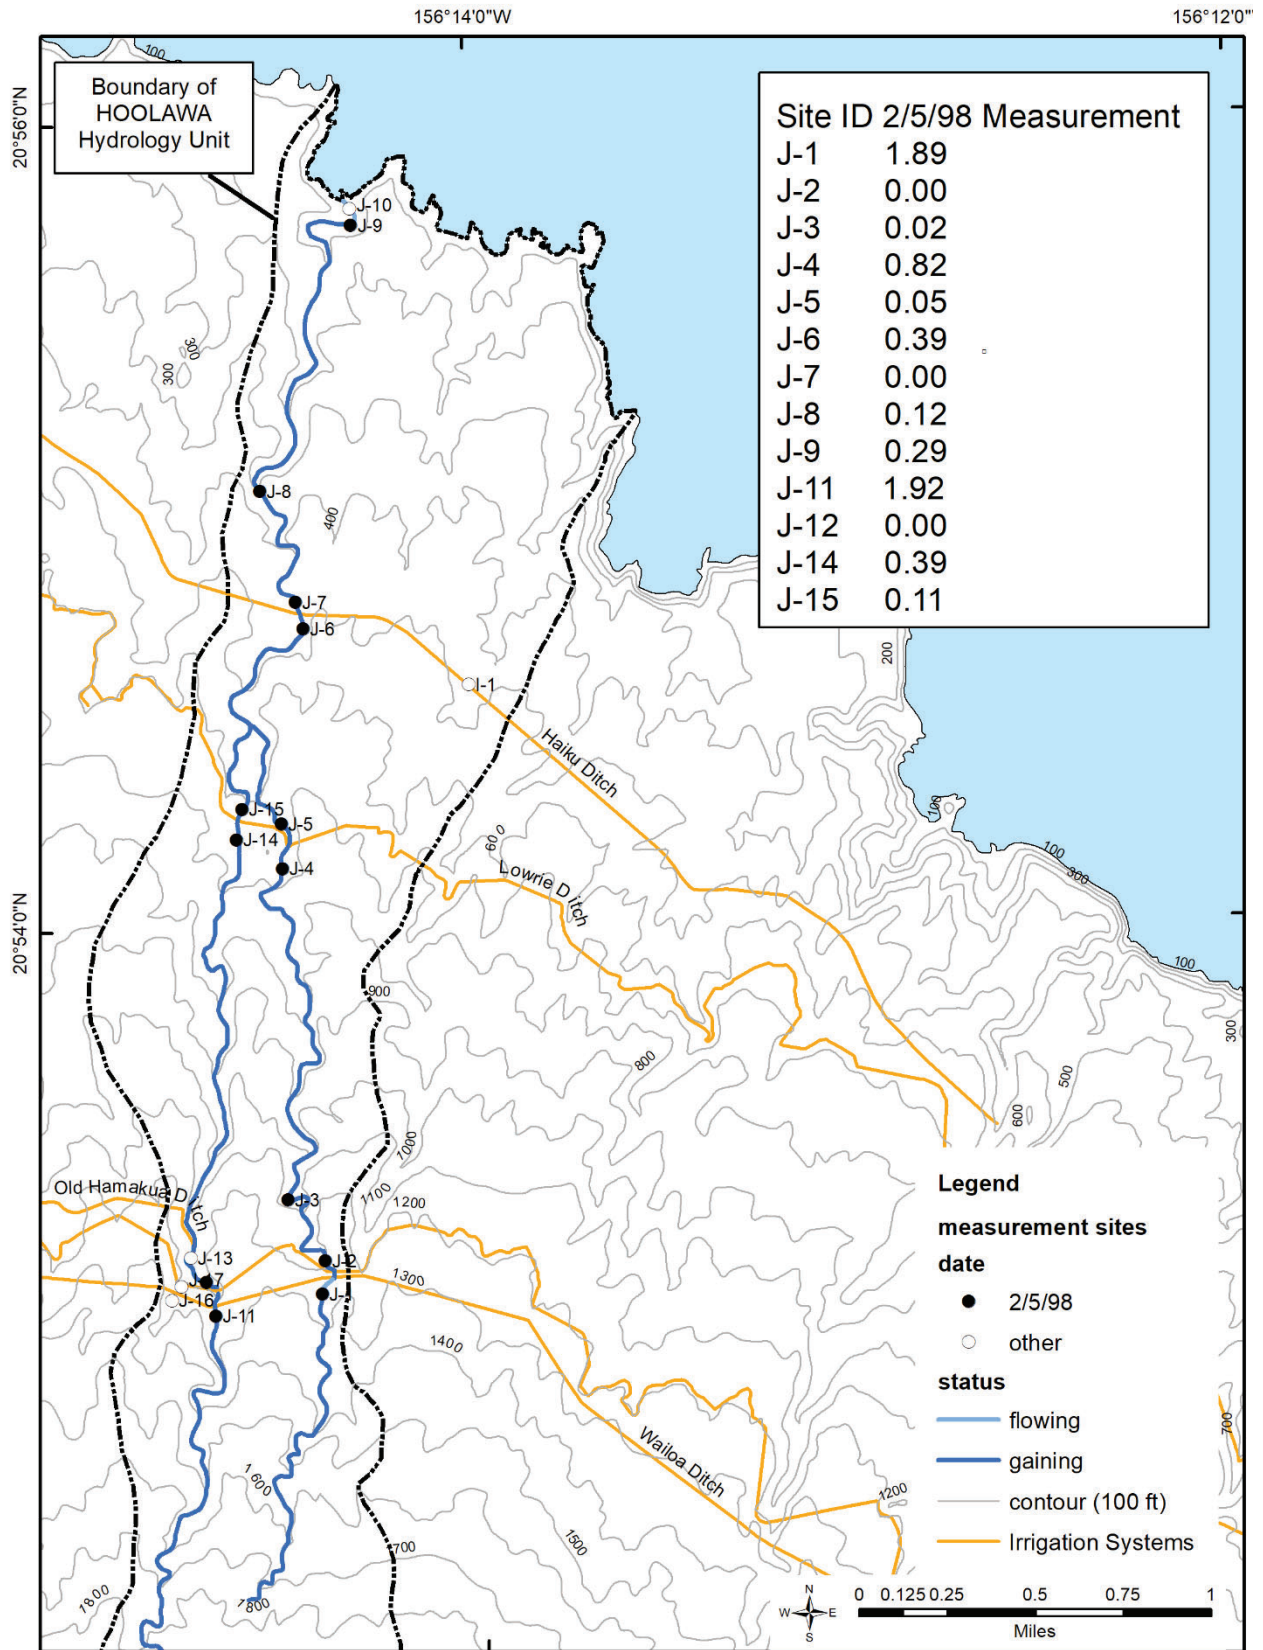 156°14'0"W
156°12'0"
20°56'0"N
20°54'0"N
Boundary of
HOOLAWA
Hydrology Unit
Site ID 2/5/98 Measurement
J-1 1.89
J-2 0.00
J-3 0.02
J-4 0.82
J-5 0.05
J-6 0.39
J-7 0.00
J-8 0.12
J-9 0.29
J-11 1.92
J-12 0.00
J-14 0.39
J-15 0.11
100
J-10
J-9
300
300
J-8
400
J-7
J-6
I-1
200
Haiku Ditch
J-15
J-5
J-14
J-4
600
Lowrie Ditch
100
100
300
100
300
900
800
500
600
1000
1100
1200
Old Hamakua Ditch
J-3
J-13
J-2
J-16
J-11
1300
1400
Wailoa Ditch
1600
1500
1200
700
700
1800
1800
Legend
measurement sites
date
2/5/98
other
status
flowing
gaining
contour (100 ft)
Irrigation Systems
N
W E
S
0 0.125 0.25 0.5 0.75 1
Miles